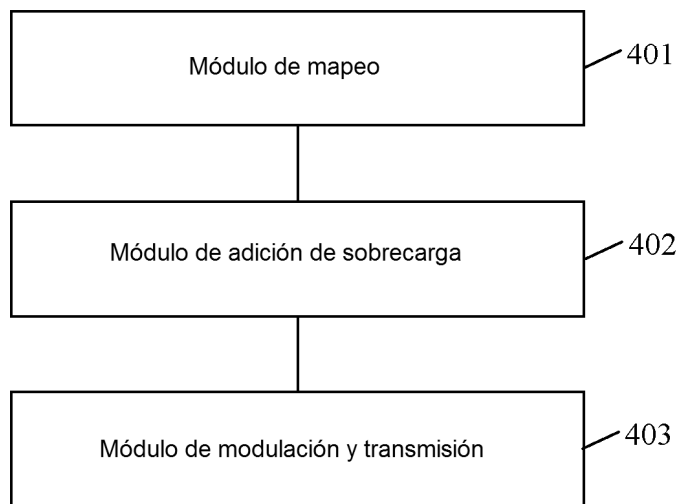 Módulo de mapeo
401
Módulo de adición de sobrecarga
402
Módulo de modulación y transmisión
403